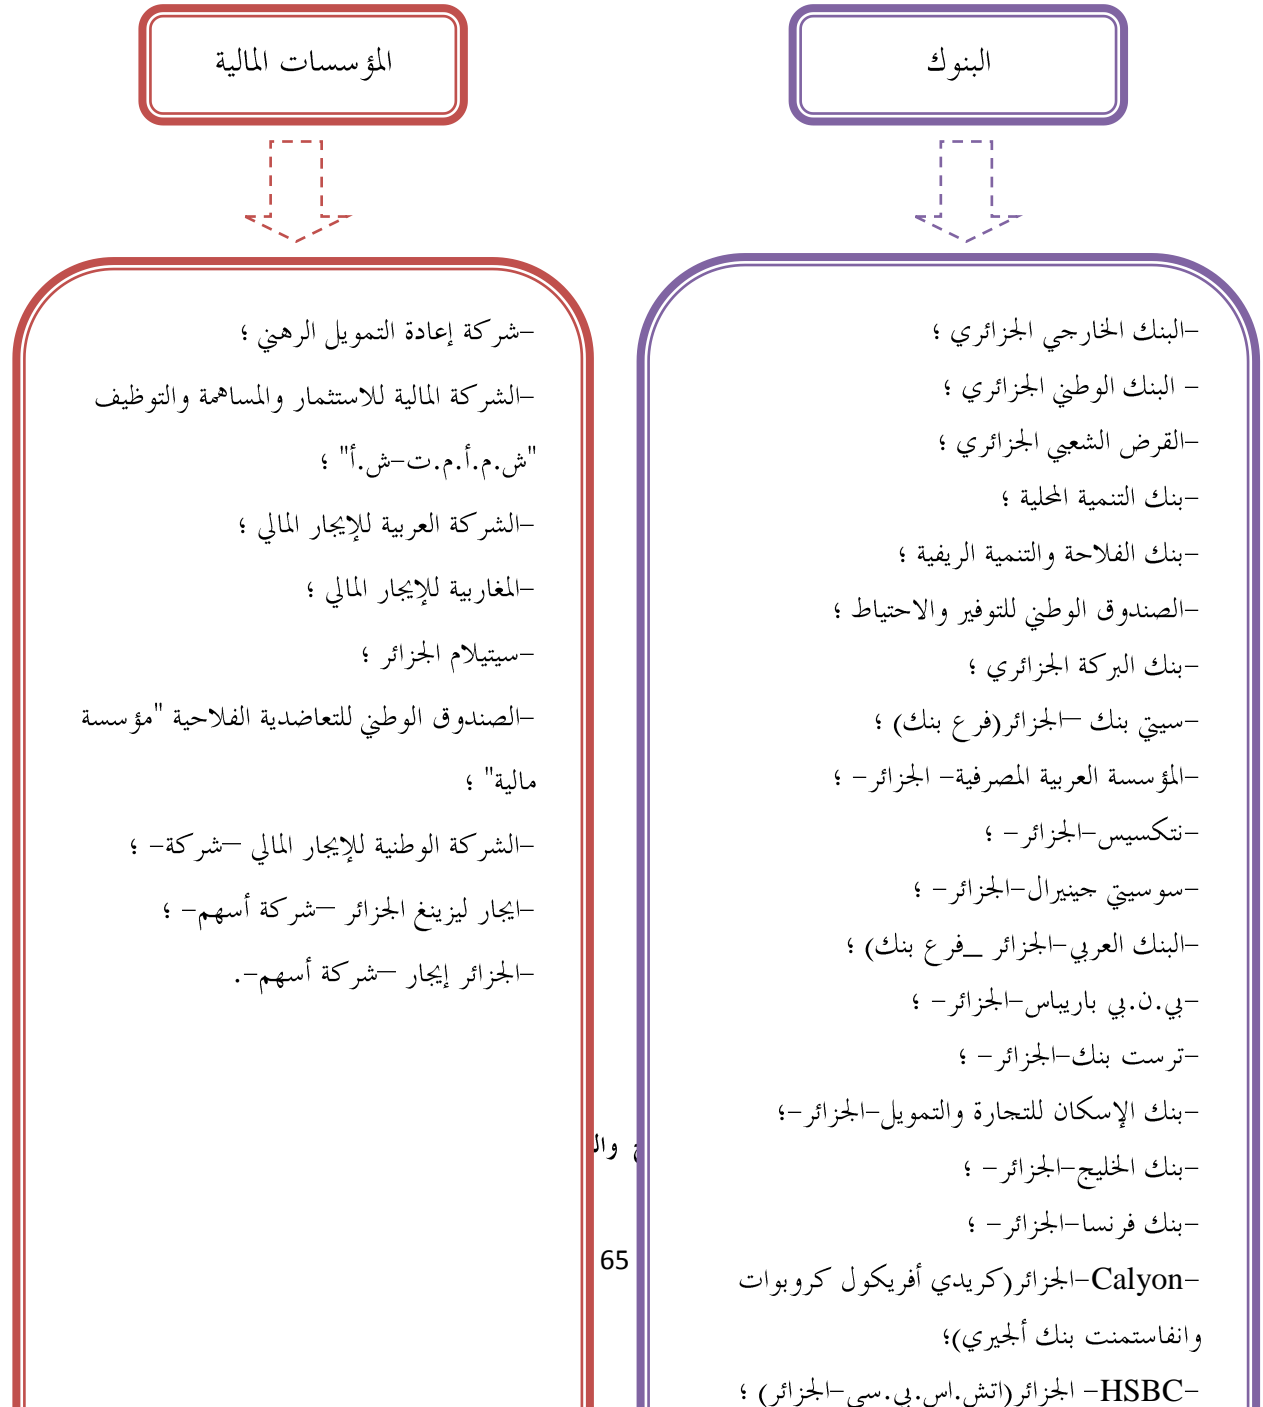 البنوك
-البنك الخارجي الجزائري ؛
- البنك الوطني الجزائري ؛
-القرض الشعبي الجزائري ؛
-بنك التنمية المحلية ؛
-بنك الفلاحة والتنمية الريفية ؛
-الصندوق الوطني للتوفير والاحتياط ؛
-بنك البركة الجزائري ؛
-سيتي بنك –الجزائر(فرع بنك) ؛
-المؤسسة العربية المصرفية- الجزائر- ؛
-نتكسيس-الجزائر- ؛
-سوسيتي جينيرال-الجزائر- ؛
-البنك العربي-الجزائر _فرع بنك) ؛
-بي.ن.بي باريباس-الجزائر- ؛
-ترست بنك-الجزائر- ؛
-بنك الإسكان للتجارة والتمويل-الجزائر-؛
-بنك الخليج-الجزائر- ؛
-بنك فرنسا-الجزائر- ؛
-Calyon-الجزائر(كريدي أفريكول كروبوات
وانفاستمنت بنك ألجيري)؛
-HSBC- الجزائر(اتش.اس.بي.سي-الجزائر) ؛
المؤسسات المالية
-شركة إعادة التمويل الرهني ؛
-الشركة المالية للاستثمار والمساهمة والتوظيف
"ش.م.أ.م.ت-ش.أ" ؛
-الشركة العربية للإيجار المالي ؛
-المغاربية للإيجار المالي ؛
-سيتيلام الجزائر ؛
-الصندوق الوطني للتعاضدية الفلاحية "مؤسسة
مالية" ؛
-الشركة الوطنية للإيجار المالي –شركة- ؛
-ايجار ليزينغ الجزائر –شركة أسهم- ؛
-الجزائر إيجار –شركة أسهم-.
65